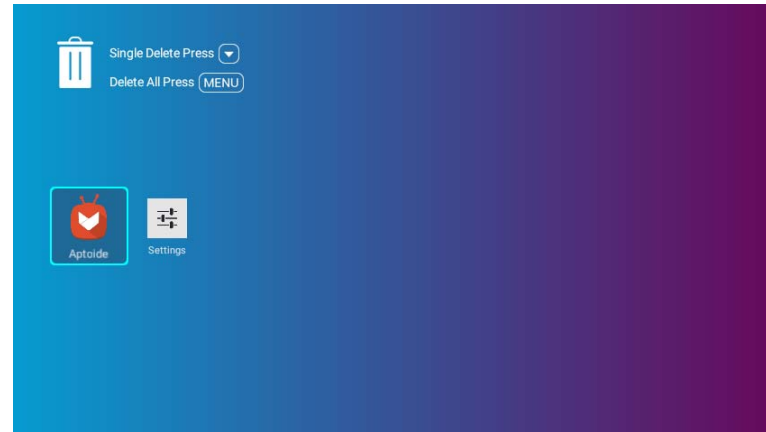 Single Delete Press
Delete All Press MENU
Aptoide
Settings